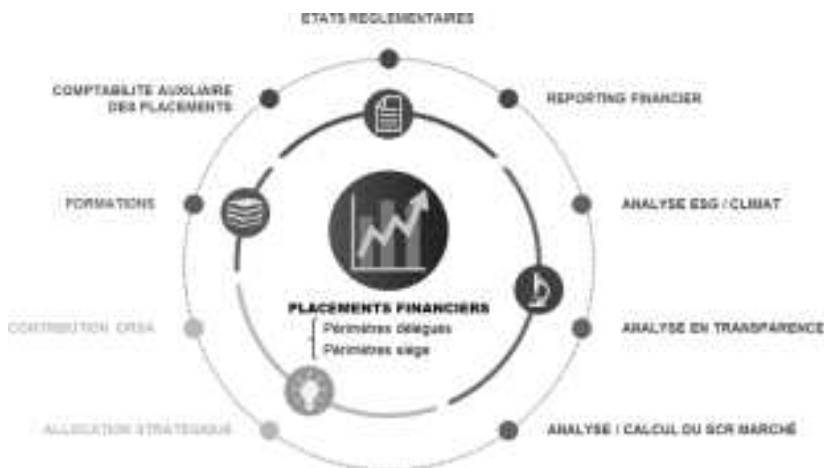 ETATS REGLEMENTAIRES
COMPTABILITE AUXILIAIRE
DES PLACEMENTS
REPORTING FINANCIER
FORMATIONS
ANALYSE ESG / CLIMAT
PLACEMENTS FINANCIERS
Périmètres délégués
Périmètres siège
CONTRIBUTION ORSA
ANALYSE EN TRANSPARENCE
ALLOCATION STRATEGIQUE
ANALYSE / CALCUL DU SCR MARCHÉ